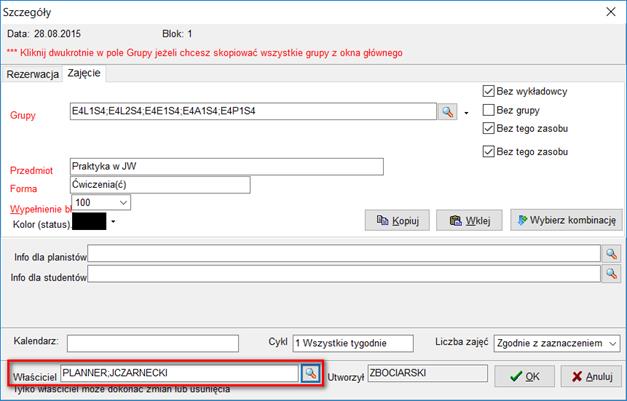 Szczegóły
Data: 28.08.2015 Blok: 1
*** Kliknij dwukrotnie w pole Grupy jeżeli chcesz skopiować wszystkie grupy z okna głównego
Rezerwacja Zajęcie
Bez wykładowcy
Grupy E4L1S4;E4L2S4;E4E1S4;E4A1S4;E4P1S4 Bez grupy
Bez tego zasobu
Bez tego zasobu
Przedmiot Praktyka w JW
Forma Ćwiczenia(ć)
Wypełnienie bl 100
Kolor (status) Kopiuj Wklej Wybierz kombinację
Info dla planistów
Info dla studentów
Kalendarz: Cykl 1 Wszystkie tygodnie Liczba zajęć Zgodnie z zaznaczeniem
Właściciel PLANNER;JCZARNECKI Utworzył ZBOCIARSKI OK Anuluj
Tylko właściciel może dokonać zmian lub usunięcia